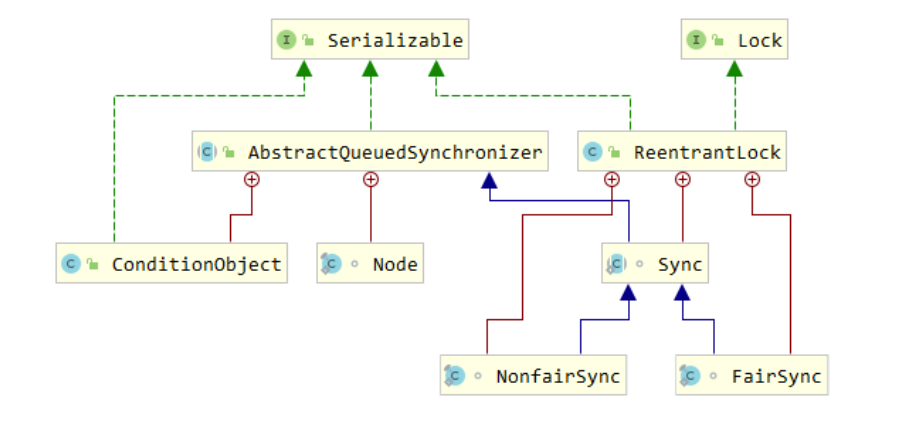 I Serializable
I Lock
C AbstractQueuedSynchronizer
C ReentrantLock
C ConditionObject
C Node
C Sync
C NonfairSync
C FairSync